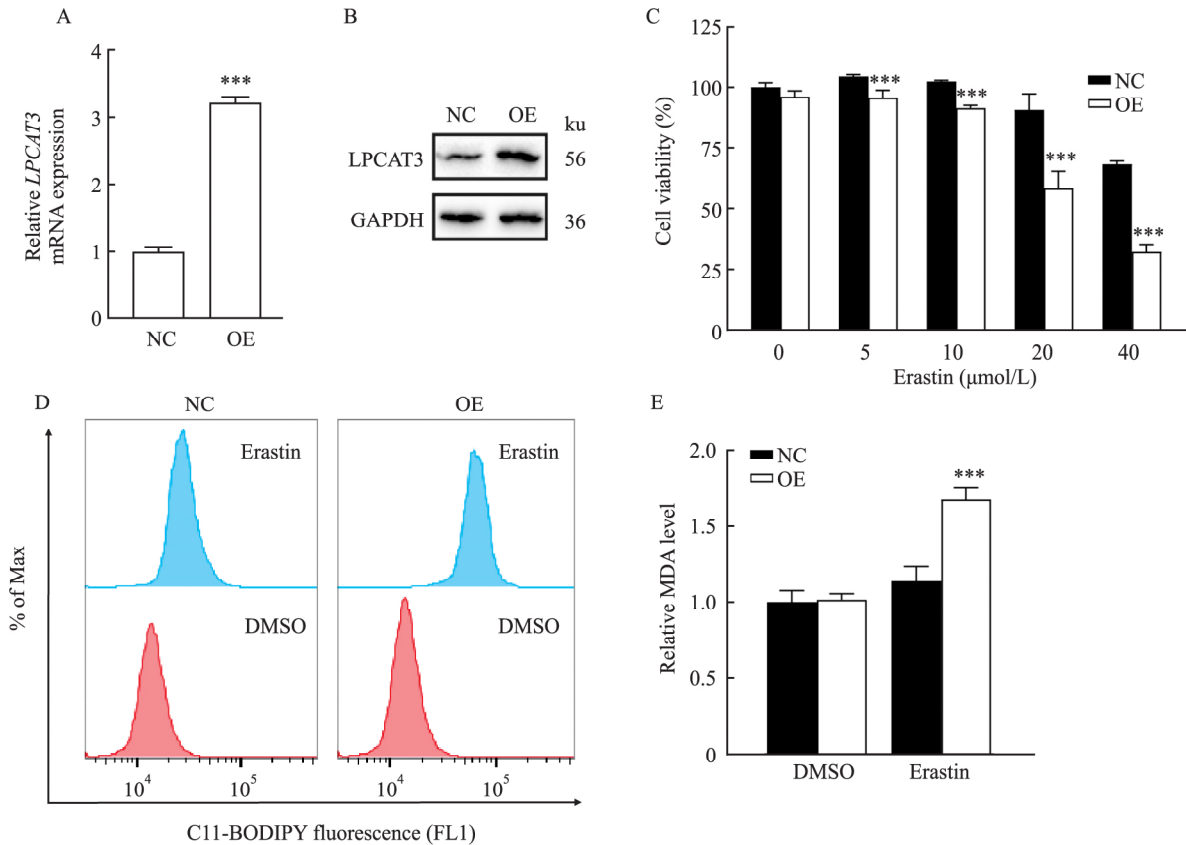 A
Relative LPCAT3
mRNA expression
4
3
2
1
0
***
NC
OE
B
NC
OE
ku
LPCAT3
56
GAPDH
36
C
Cell viability (%)
125
100
75
50
25
0
***
***
***
***
NC
OE
0
5
10
20
40
Erastin (μmol/L)
D
NC
OE
% of Max
Erastin
Erastin
DMSO
DMSO
10⁴
10⁵
10⁴
10⁵
C11-BODIPY fluorescence (FL1)
E
Relative MDA level
2.0
1.5
1.0
0.5
0
NC
OE
***
DMSO
Erastin